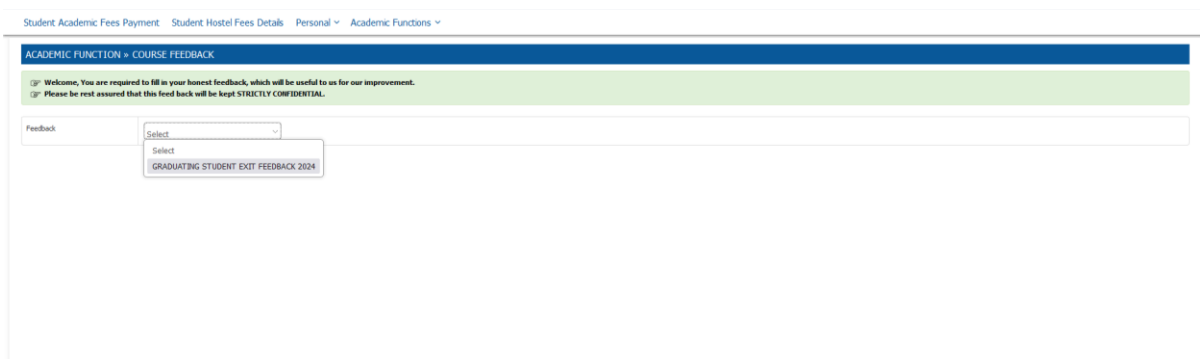 Student Academic Fees Payment Student Hostel Fees Details Personal Academic Functions
ACADEMIC FUNCTION » COURSE FEEDBACK
Welcome, You are required to fill in your honest feedback, which will be useful to us for our improvement.
Please be rest assured that this feed back will be kept STRICTLY CONFIDENTIAL.
Feedback Select
Select
GRADUATING STUDENT EXIT FEEDBACK 2024